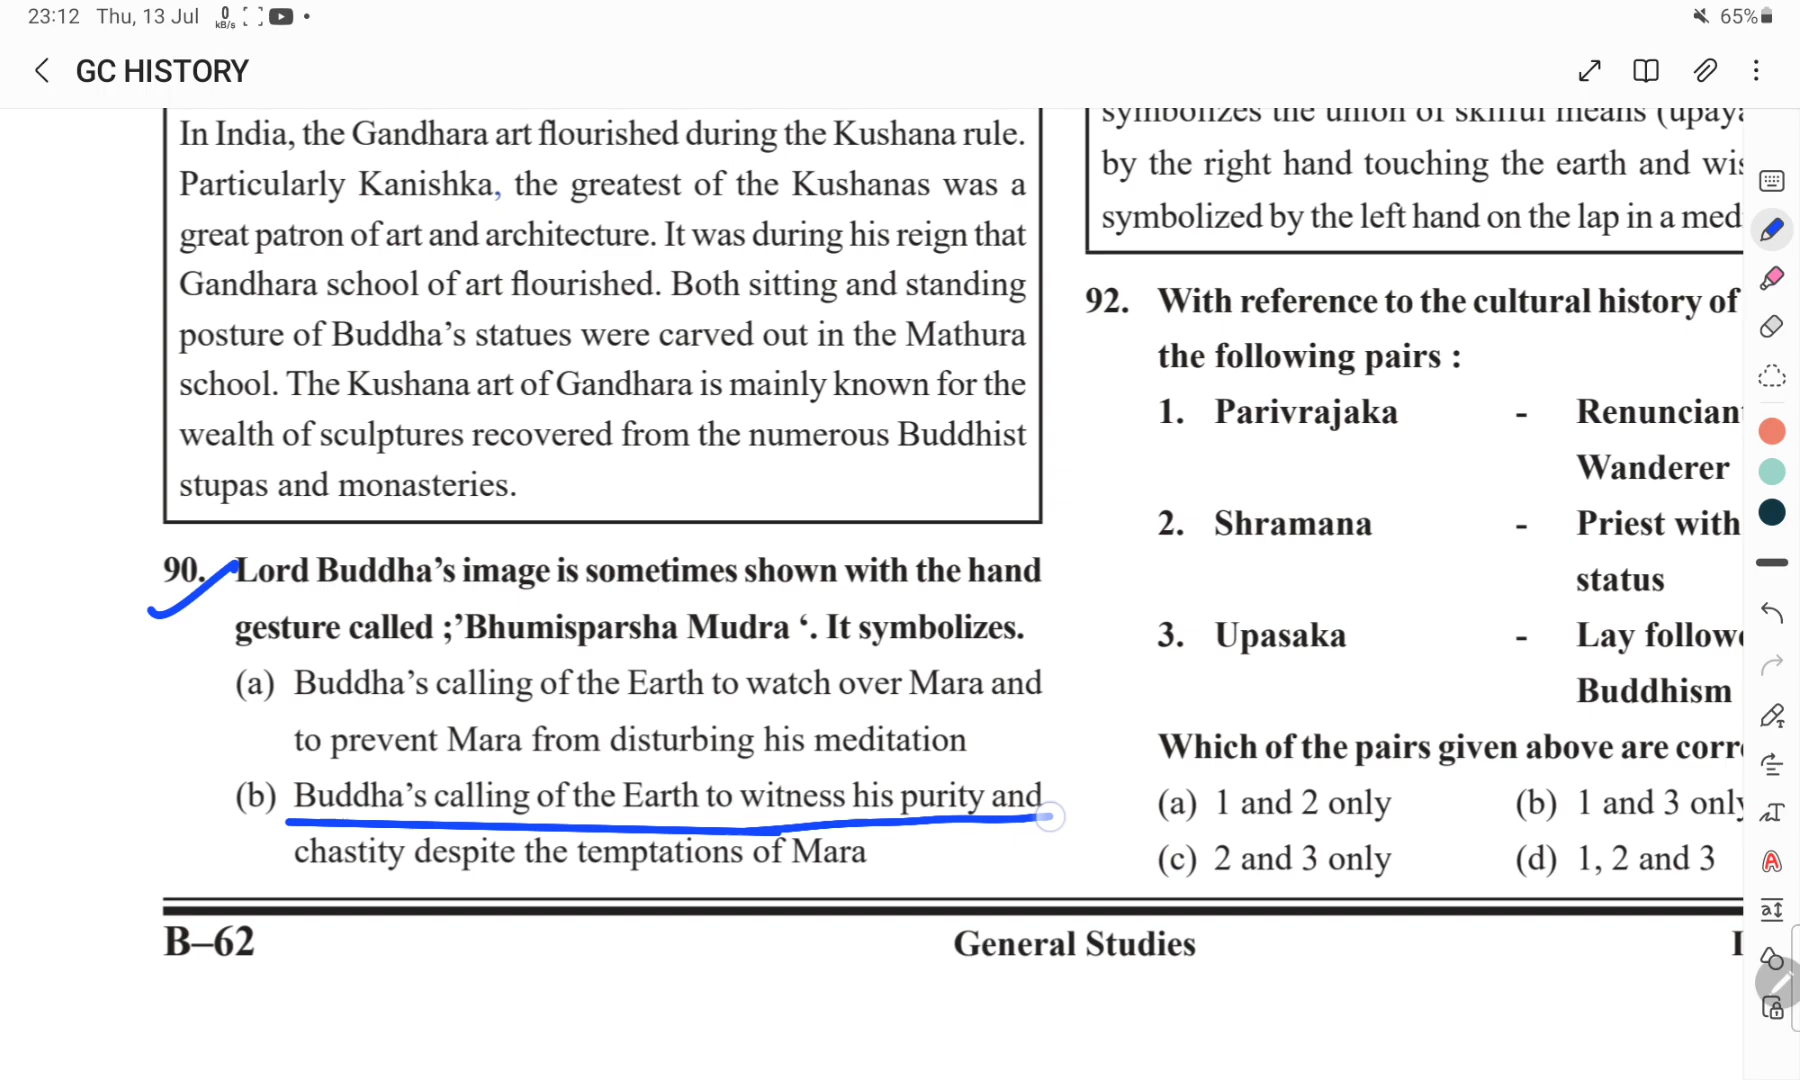 23:12 Thu, 13 Jul 0 kB/s
65%
GC HISTORY
In India, the Gandhara art flourished during the Kushana rule.
Particularly Kanishka, the greatest of the Kushanas was a
great patron of art and architecture. It was during his reign that
Gandhara school of art flourished. Both sitting and standing
posture of Buddha’s statues were carved out in the Mathura
school. The Kushana art of Gandhara is mainly known for the
wealth of sculptures recovered from the numerous Buddhist
stupas and monasteries.
90. Lord Buddha’s image is sometimes shown with the hand
gesture called ;’Bhumisparsha Mudra ‘. It symbolizes.
(a) Buddha’s calling of the Earth to watch over Mara and
to prevent Mara from disturbing his meditation
(b) Buddha’s calling of the Earth to witness his purity and
chastity despite the temptations of Mara
symbolizes the union of skilful means (upaya
by the right hand touching the earth and wis
symbolized by the left hand on the lap in a med
92. With reference to the cultural history of
the following pairs :
1. Parivrajaka - Renuncian
Wanderer
2. Shramana - Priest with
status
3. Upasaka - Lay follow
Buddhism
Which of the pairs given above are corr
(a) 1 and 2 only (b) 1 and 3 only
(c) 2 and 3 only (d) 1, 2 and 3
B–62 General Studies